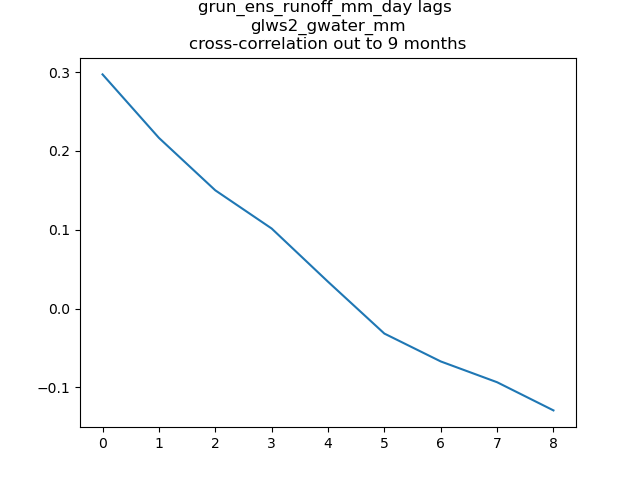 grun_ens_runoff_mm_day lags
glws2_gwater_mm
cross-correlation out to 9 months
0.3
0.2
0.1
0.0
−0.1
0 1 2 3 4 5 6 7 8